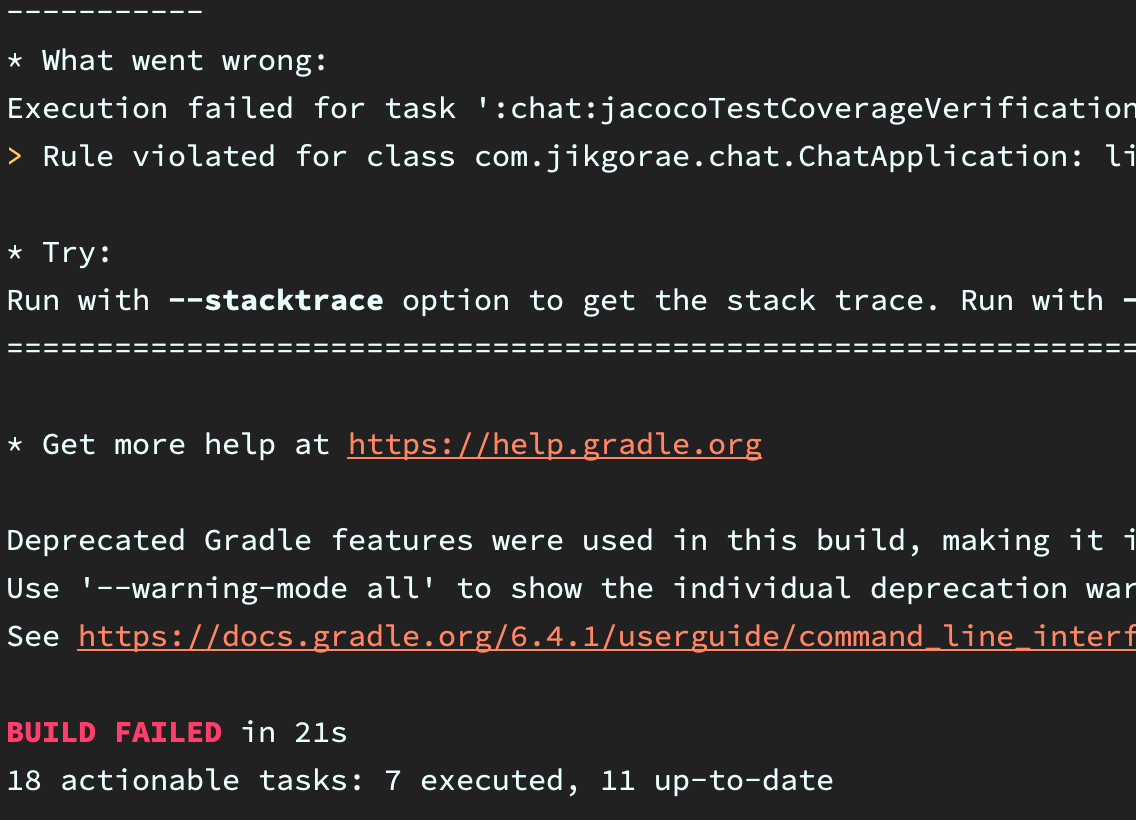 -----------
* What went wrong:
Execution failed for task ':chat:jacocoTestCoverageVerification
> Rule violated for class com.jikgorae.chat.ChatApplication: li
* Try:
Run with --stacktrace option to get the stack trace. Run with -
===============================================================
* Get more help at https://help.gradle.org
Deprecated Gradle features were used in this build, making it i
Use '--warning-mode all' to show the individual deprecation war
See https://docs.gradle.org/6.4.1/userguide/command_line_interf
BUILD FAILED in 21s
18 actionable tasks: 7 executed, 11 up-to-date